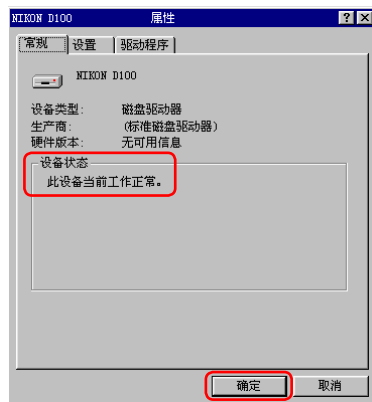 NIKON D100 属性
常规 设置 驱动程序
NIKON D100
设备类型: 磁盘驱动器
生产商: (标准磁盘驱动器)
硬件版本: 无可用信息
设备状态
此设备当前工作正常。
确定 取消